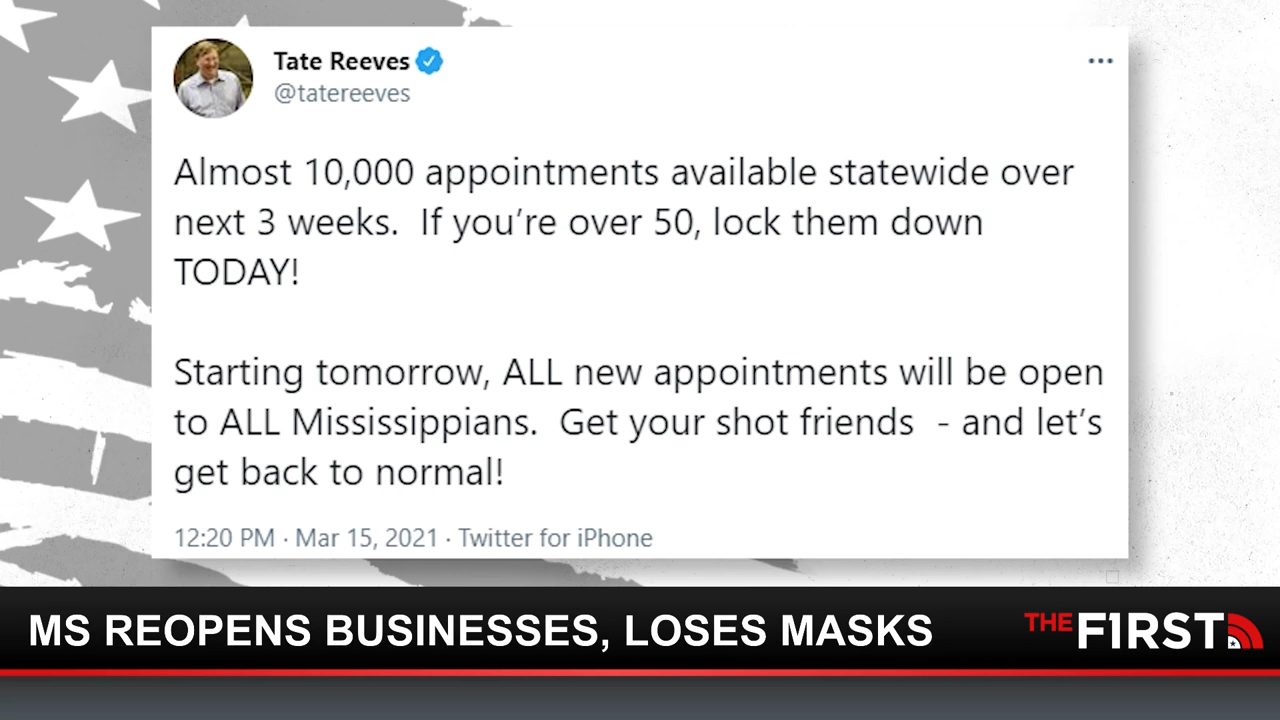 Tate Reeves
@tatereeves
Almost 10,000 appointments available statewide over
next 3 weeks.  If you’re over 50, lock them down
TODAY!
Starting tomorrow, ALL new appointments will be open
to ALL Mississippians.  Get your shot friends  - and let’s
get back to normal!
12:20 PM · Mar 15, 2021 · Twitter for iPhone
MS REOPENS BUSINESSES, LOSES MASKS
THE FIRST